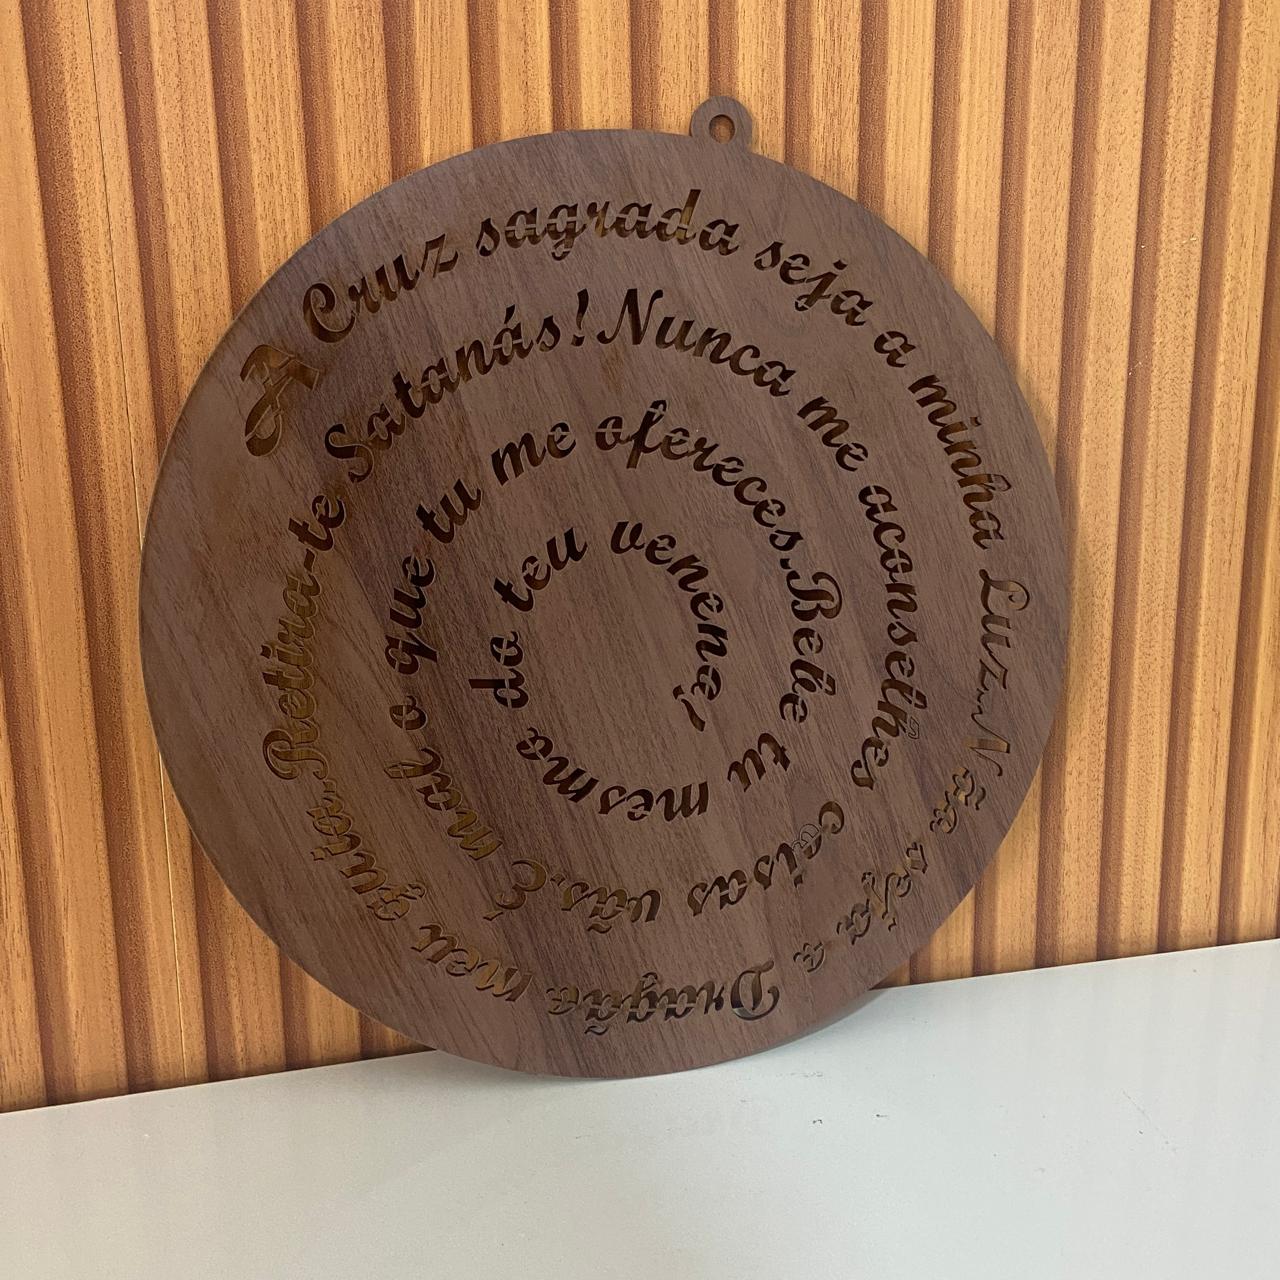 A Cruz sagrada seja a minha Luz. Não seja o Dragão meu guia. Retira-te Satanás! Nunca me aconselhes coisas vãs. É mal o que tu me ofereces. Bebe tu mesmo do teu veneno!